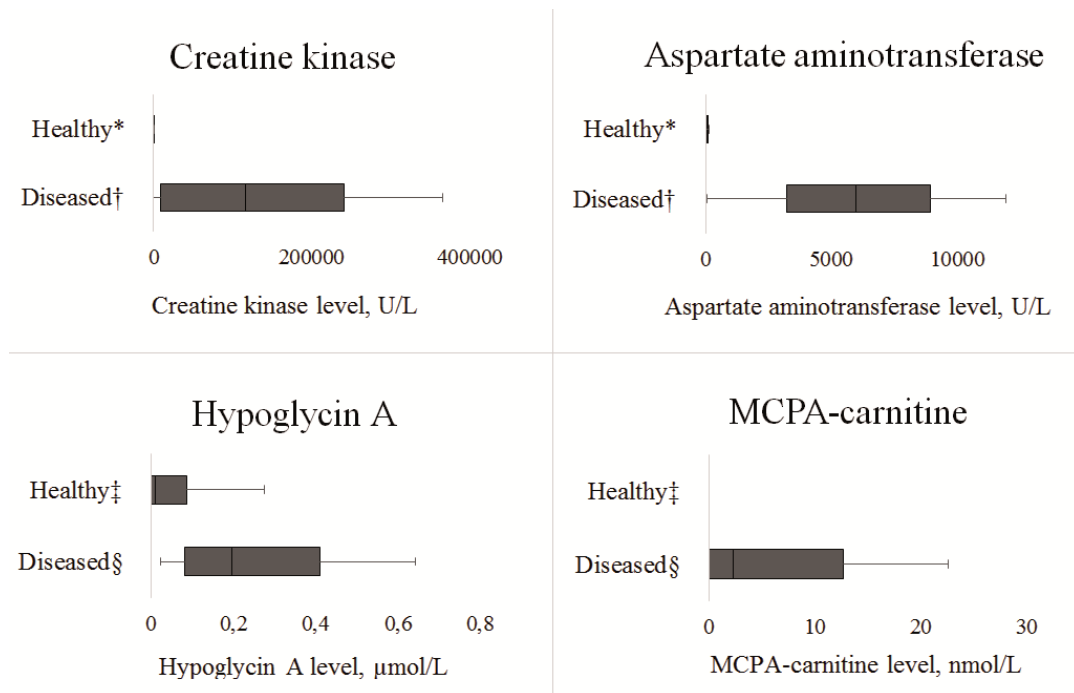 Creatine kinase
Healthy*
Diseased†
0 200000 400000
Creatine kinase level, U/L
Aspartate aminotransferase
Healthy*
Diseased†
0 5000 10000
Aspartate aminotransferase level, U/L
Hypoglycin A
Healthy‡
Diseased§
0 0,2 0,4 0,6 0,8
Hypoglycin A level, µmol/L
MCPA-carnitine
Healthy‡
Diseased§
0 10 20 30
MCPA-carnitine level, nmol/L